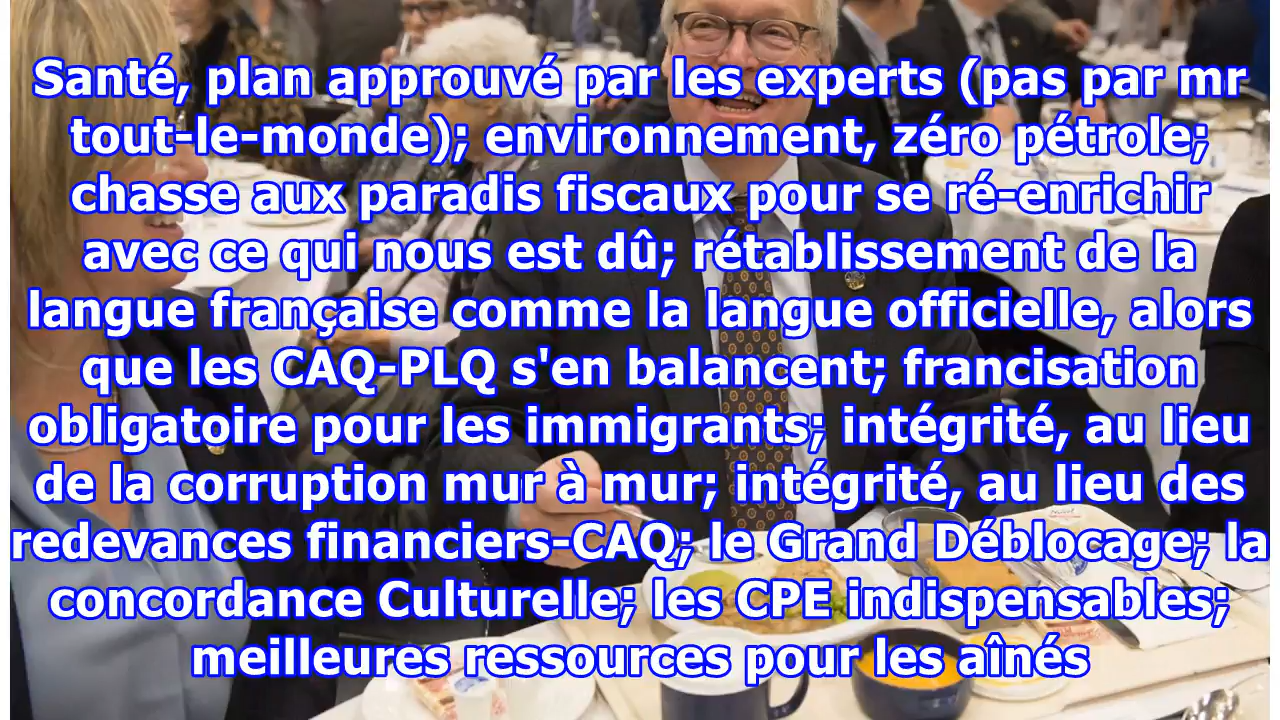 Santé, plan approuvé par les experts (pas par mr
tout-le-monde); environnement, zéro pétrole;
chasse aux paradis fiscaux pour se ré-enrichir
avec ce qui nous est dû; rétablissement de la
langue française comme la langue officielle, alors
que les CAQ-PLQ s'en balancent; francisation
obligatoire pour les immigrants; intégrité, au lieu
de la corruption mur à mur; intégrité, au lieu des
redevances financiers-CAQ; le Grand Déblocage; la
concordance Culturelle; les CPE indispensables;
meilleures ressources pour les aînés